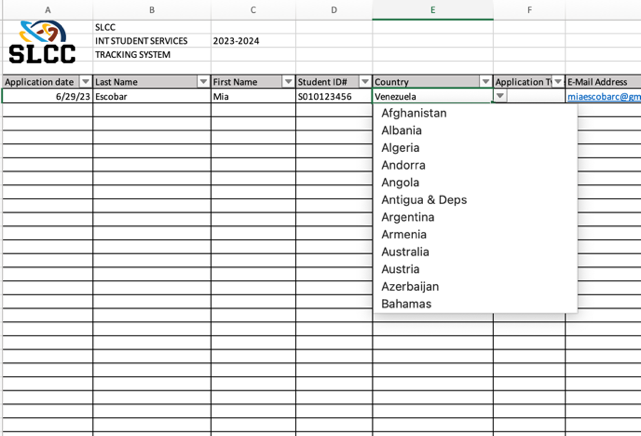 A B C D E F
SLCC
SLCC
INT STUDENT SERVICES 2023-2024
TRACKING SYSTEM
Application date Last Name First Name Student ID# Country Application T E-Mail Address
6/29/23 Escobar Mia S010123456 Venezuela miaescobarc@gm
Afghanistan
Albania
Algeria
Andorra
Angola
Antigua & Deps
Argentina
Armenia
Australia
Austria
Azerbaijan
Bahamas